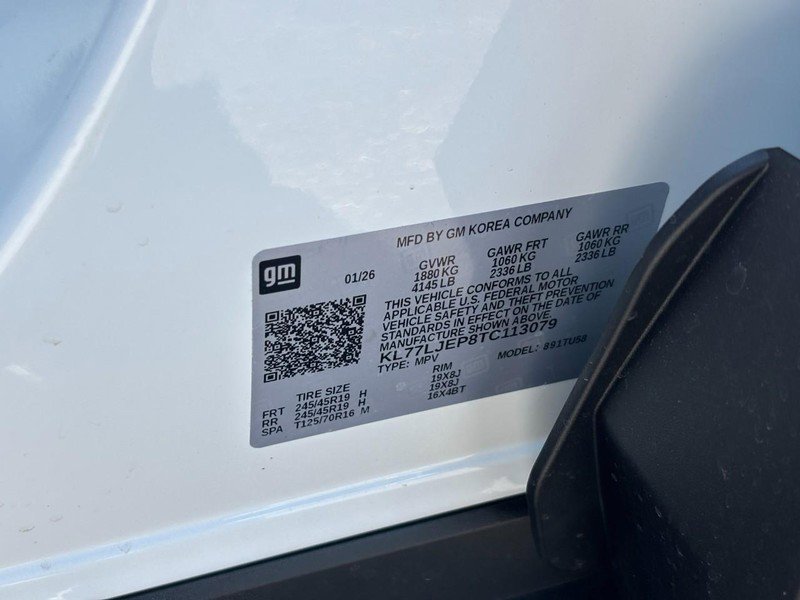 MFD BY GM KOREA COMPANY
gm
01/26
GVWR
1880 KG
4145 LB
GAWR FRT
1060 KG
2336 LB
GAWR RR
1060 KG
2336 LB
THIS VEHICLE CONFORMS TO ALL
APPLICABLE U.S. FEDERAL MOTOR
VEHICLE SAFETY AND THEFT PREVENTION
STANDARDS IN EFFECT ON THE DATE OF
MANUFACTURE SHOWN ABOVE.
KL77LJEP8TC113079
TYPE: MPV MODEL: 891TU58
TIRE SIZE RIM
FRT 245/45R19 H 19X8J
RR 245/45R19 H 19X8J
SPA T125/70R16 M 16X4BT